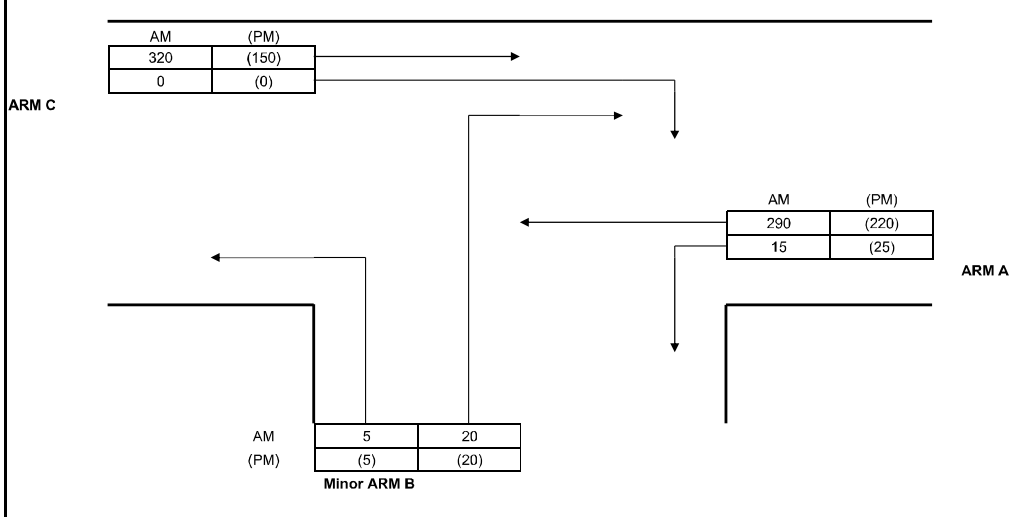 AM (PM)
320 (150)
0 (0)
ARM C
AM (PM)
290 (220)
15 (25)
ARM A
AM 5 20
(PM) (5) (20)
Minor ARM B